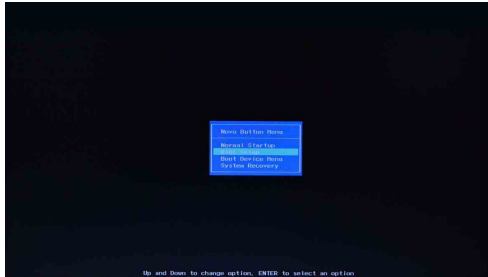 Novo Button Menu
Normal Startup
BIOS Setup
Boot Device Menu
System Recovery
Up and Down to change option, ENTER to select an option